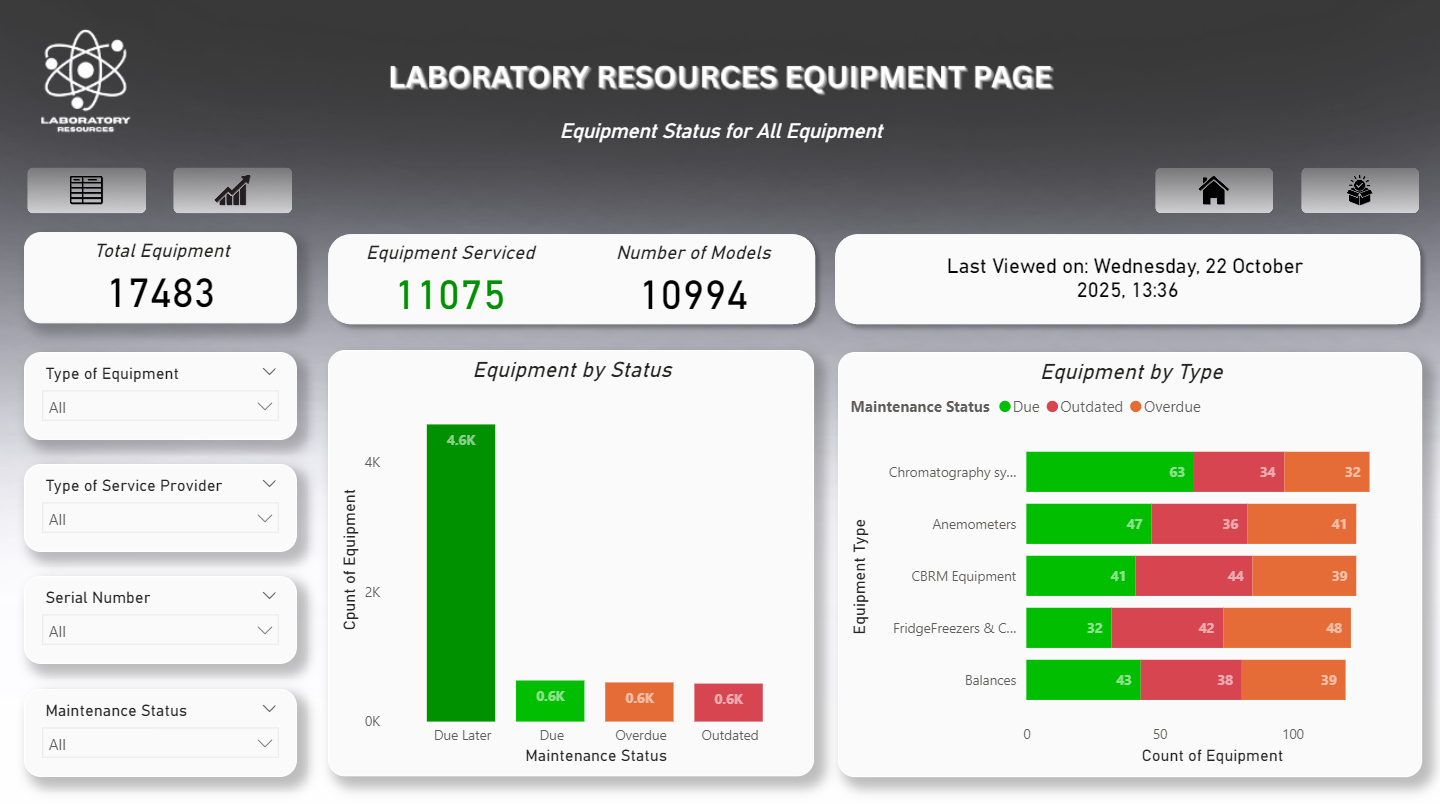 LABORATORY
RESOURCES
LABORATORY RESOURCES EQUIPMENT PAGE
Equipment Status for All Equipment
Total Equipment
17483
Equipment Serviced
11075
Number of Models
10994
Last Viewed on: Wednesday, 22 October
2025, 13:36
Type of Equipment
All
Type of Service Provider
All
Serial Number
All
Maintenance Status
All
Equipment by Status
Cpunt of Equipment
4K
2K
0K
4.6K
0.6K
0.6K
0.6K
Due Later
Due
Overdue
Outdated
Maintenance Status
Equipment by Type
Maintenance Status Due Outdated Overdue
Equipment Type
Chromatography sy... 63 34 32
Anemometers 47 36 41
CBRM Equipment 41 44 39
FridgeFreezers & C... 32 42 48
Balances 43 38 39
0 50 100
Count of Equipment